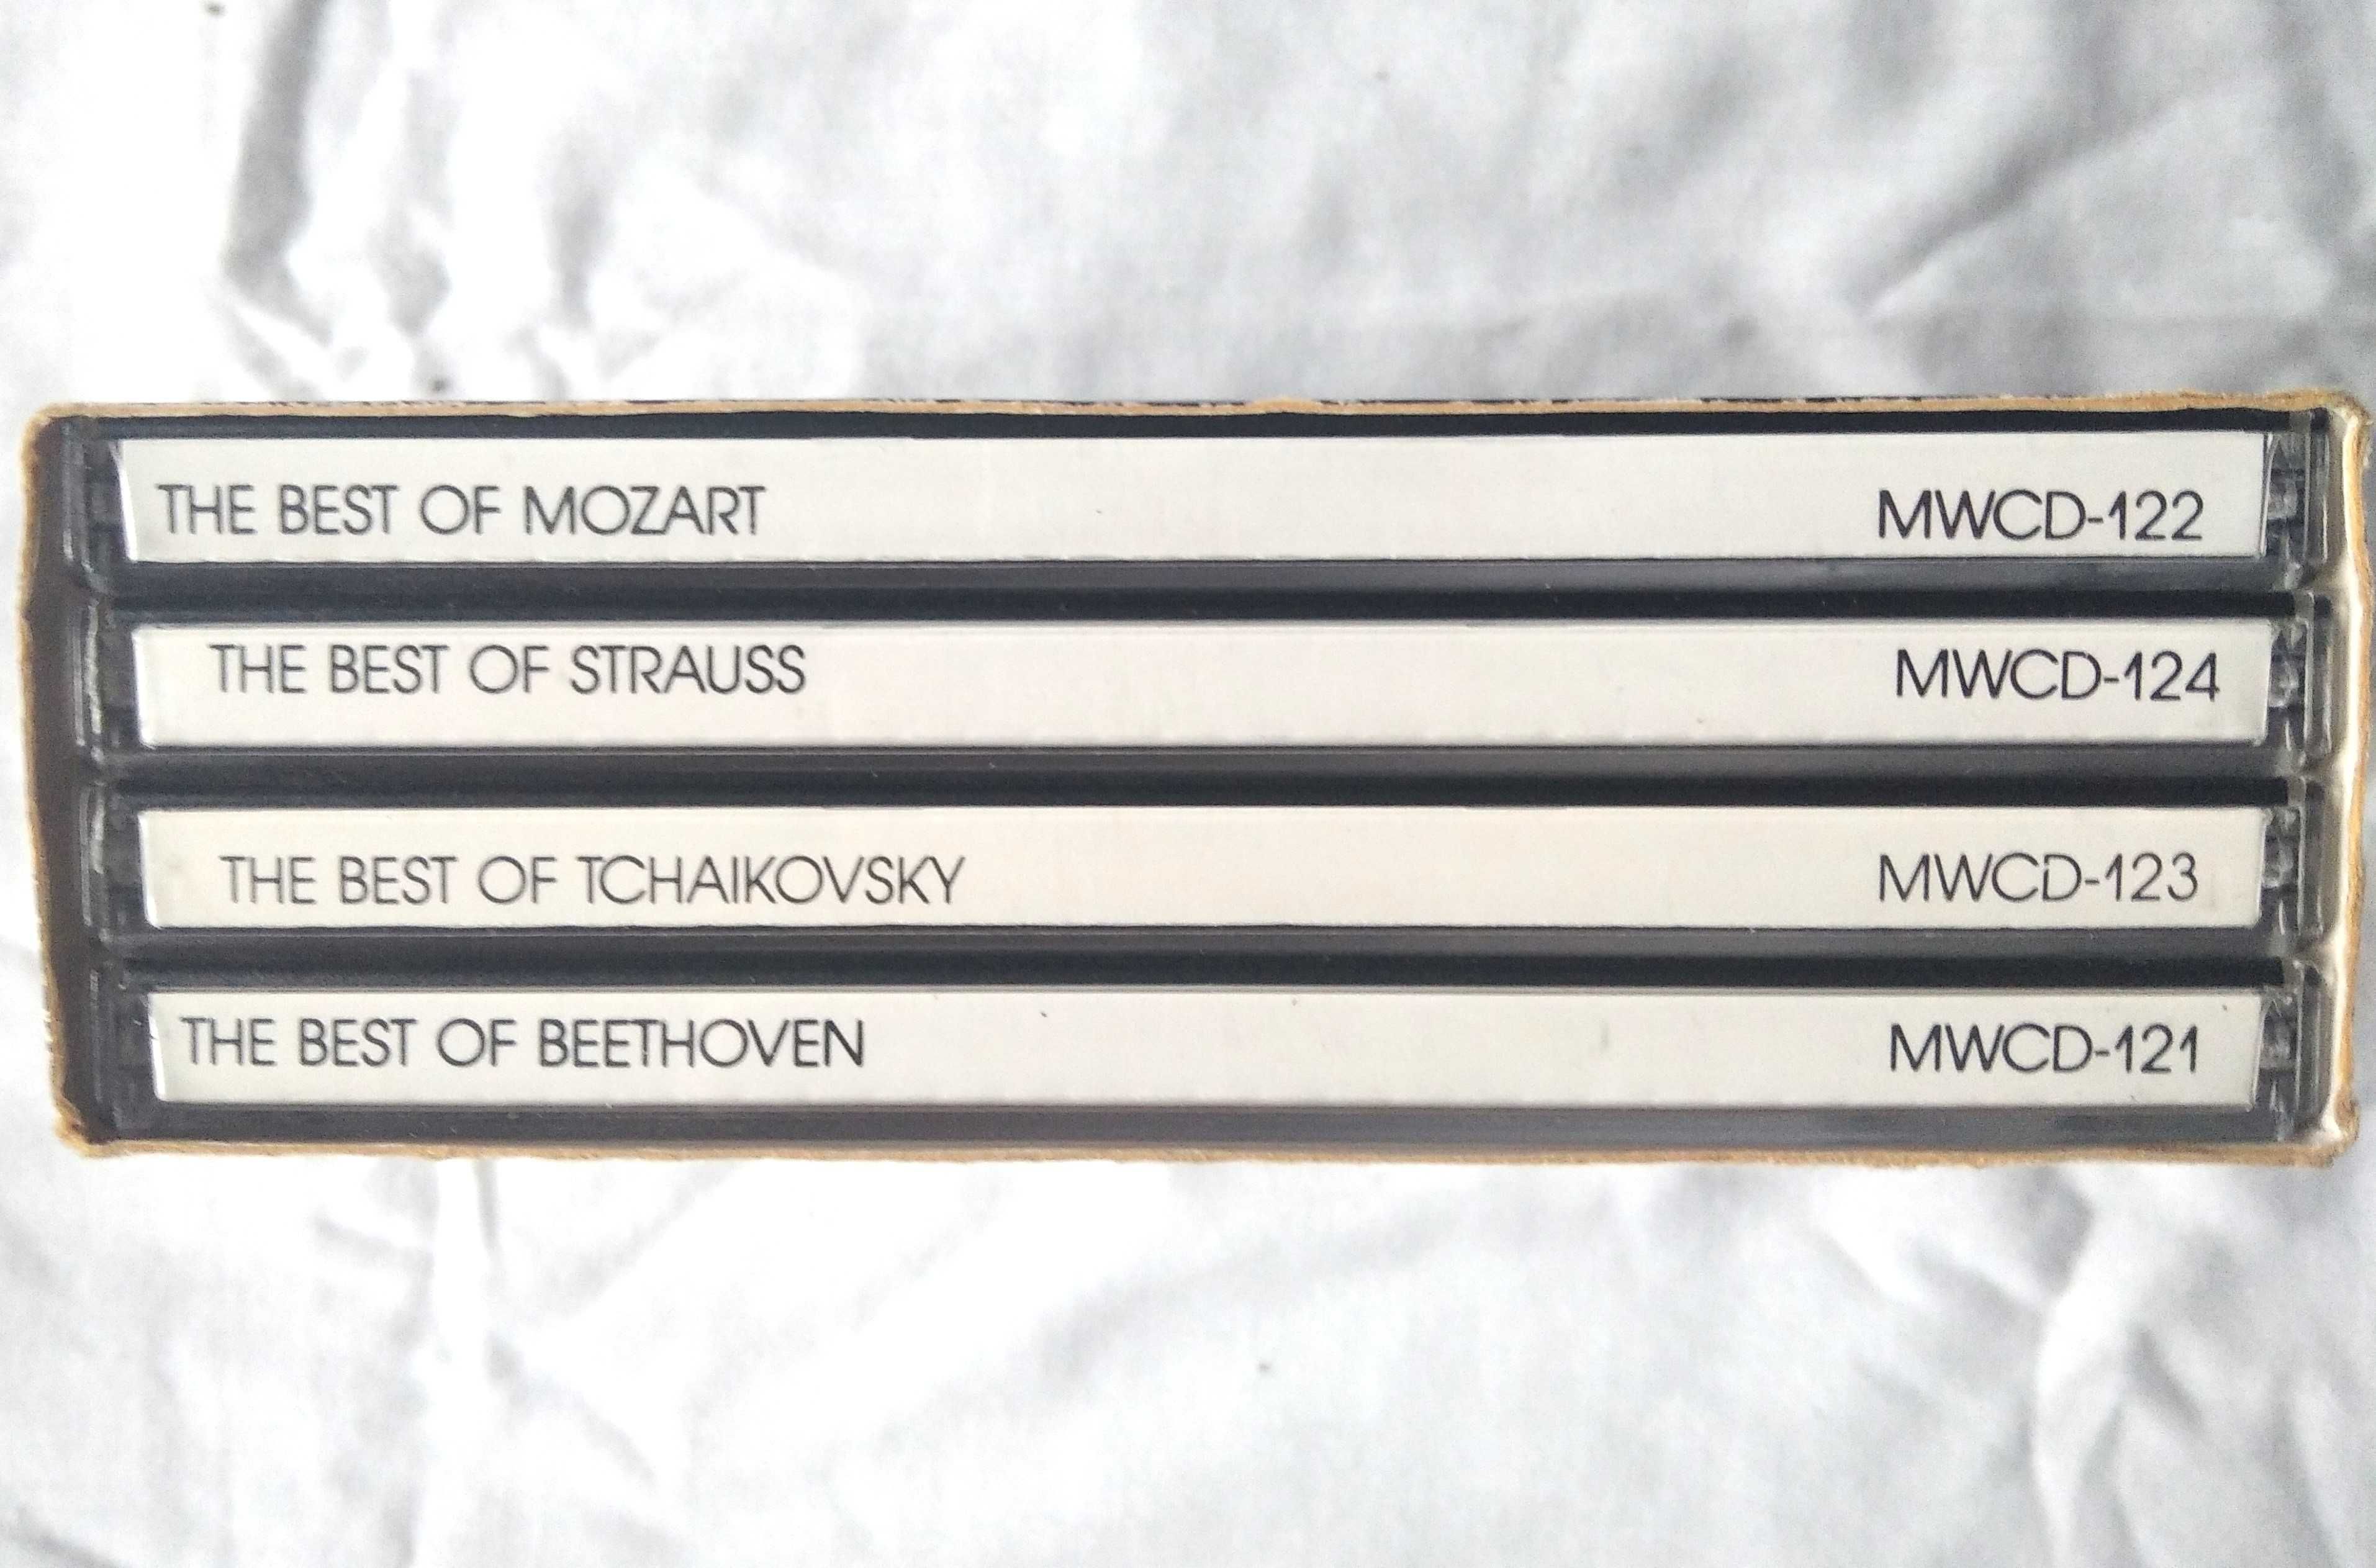 THE BEST OF MOZART MWCD-122
THE BEST OF STRAUSS MWCD-124
THE BEST OF TCHAIKOVSKY MWCD-123
THE BEST OF BEETHOVEN MWCD-121